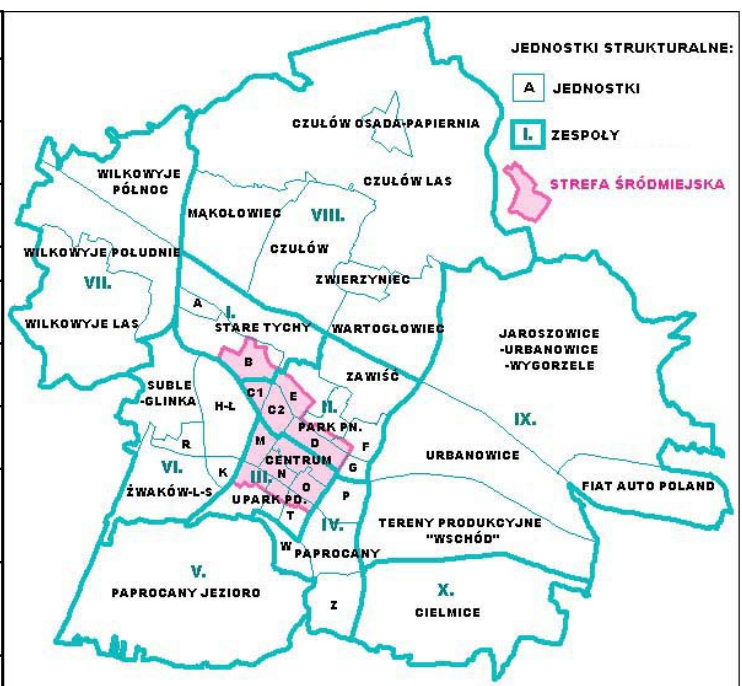 JEDNOSTKI STRUKTURALNE:
A JEDNOSTKI
I. ZESPOŁY
STREFA ŚRÓDMIEJSKA
CZUŁÓW OSADA-PAPIERNIA
WILKOWYJE
PÓŁNOC
CZUŁÓW LAS
MĄKOŁOWIEC
VIII.
CZUŁÓW
WILKOWYJE POŁUDNIE
VII.
ZWIERZYNIEC
WILKOWYJE LAS
A
I.
STARE TYCHY
WARTOGŁOWIEC
JAROSZOWICE
-URBANOWICE
-WYGORZELE
B
ZAWIŚĆ
SUBLE
-GLINKA
H-Ł
C1
E
C2
II.
PARK PN.
IX.
R
M
D
F
CENTRUM
G
URBANOWICE
VI.
K
III.
N
O
P
FIAT AUTO POLAND
ŻWAKÓW-L-S
U
PARK PD.
T
IV.
TERENY PRODUKCYJNE
"WSCHÓD"
W
PAPROCANY
V.
PAPROCANY JEZIORO
Z
X.
CIELMICE